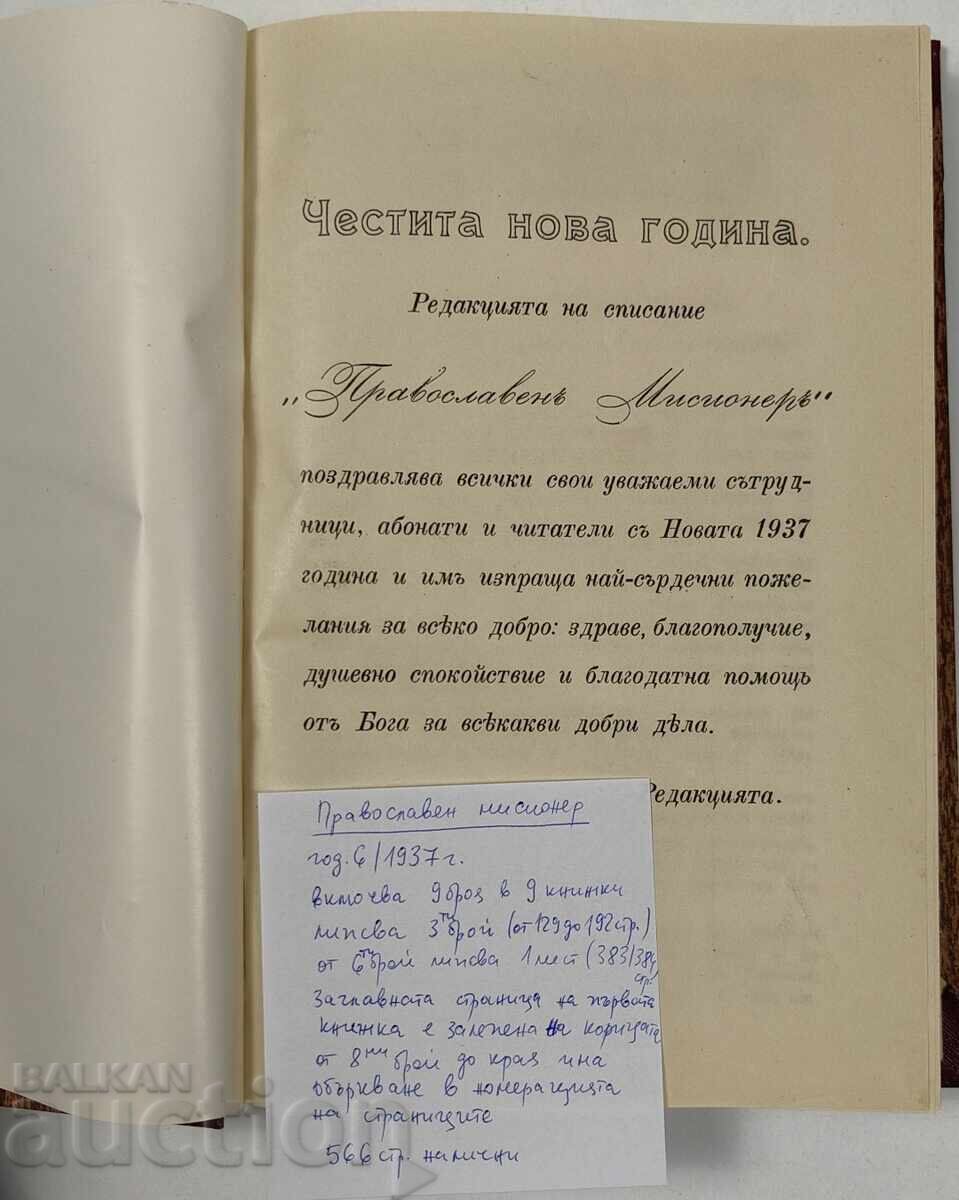 Честита нова година.
Редакцията на списание
„Православенъ Мисионеръ“
поздравлява всички свои уважаеми сътруд-
ници, абонати и читатели съ Новата 1937
година и имъ изпраща най-сърдечни поже-
лания за всѣко добро: здраве, благополучие,
душевно спокойствие и благодатна помощь
отъ Бога за всѣкакви добри дѣла.
Редакцията.
Православен мисионер
год. 6/1937 г.
включва 9 броя в 9 книжки
липсва 3ти брой (от 129 до 192 стр.)
от 6ти брой липсва 1 лист (383/384 стр.)
Заглавната страница на първата
книжка е залепена на корицата
от 8ми брой до края има
объркване в номерацията
на страниците
566 стр. налични
BALKAN
auction